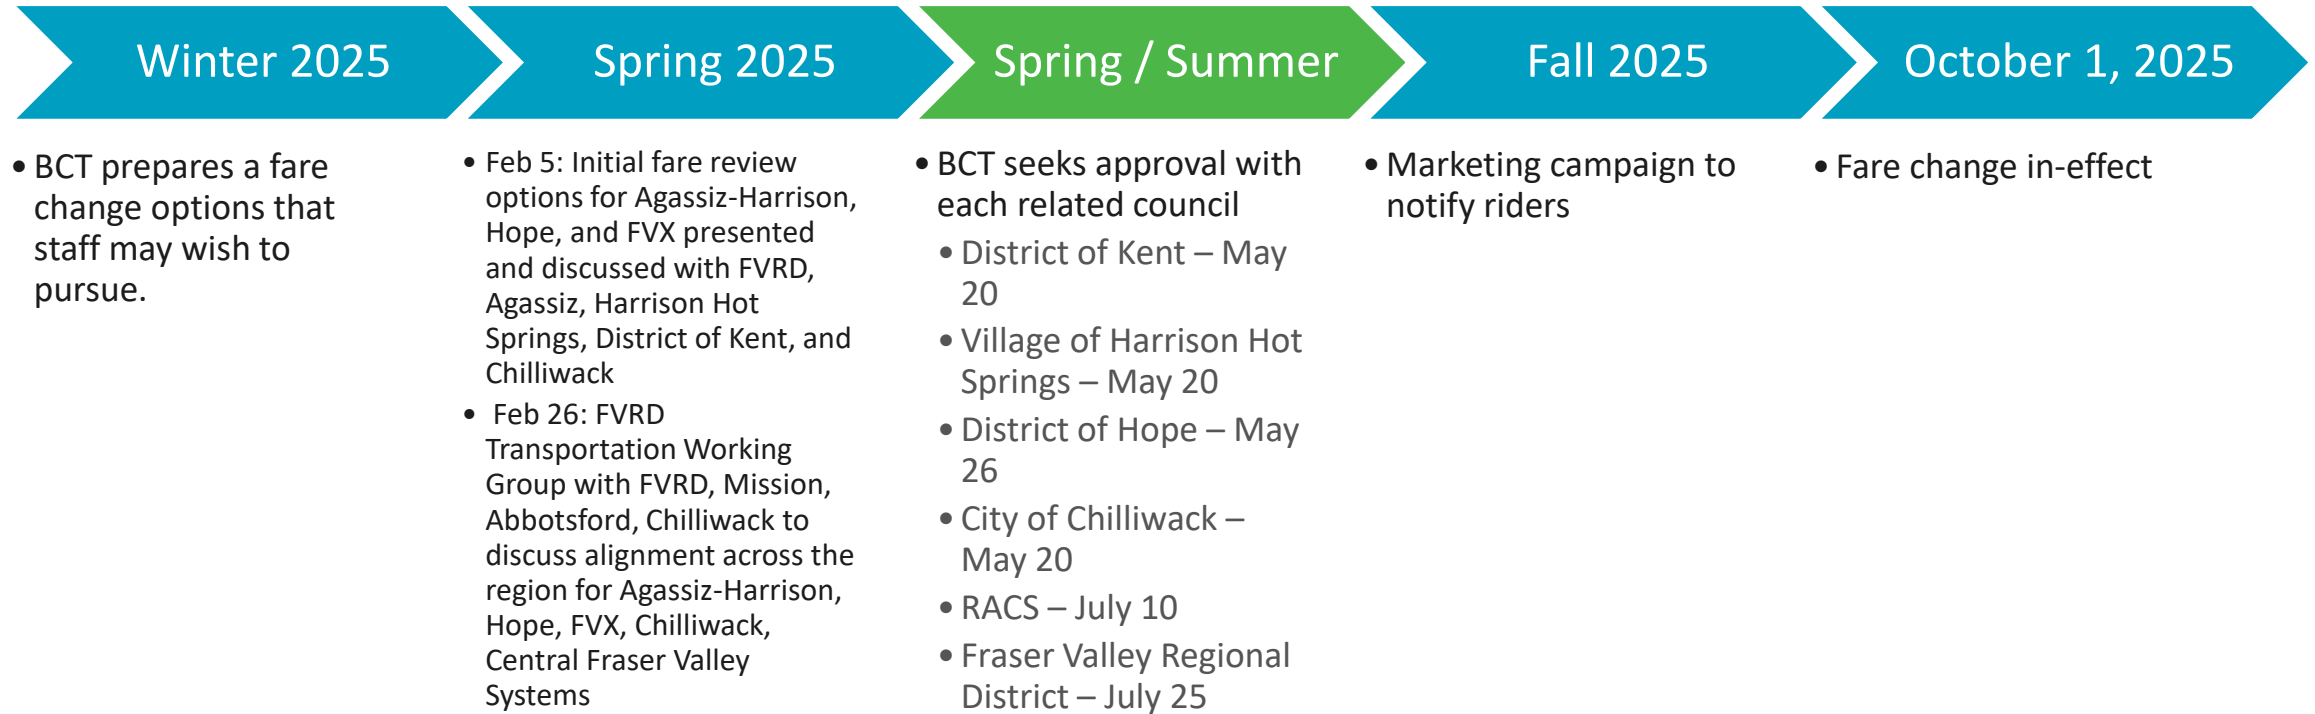 Winter 2025
• BCT prepares a fare
change options that
staff may wish to
pursue.
Spring 2025
• Feb 5: Initial fare review
options for Agassiz-Harrison,
Hope, and FVX presented
and discussed with FVRD,
Agassiz, Harrison Hot
Springs, District of Kent, and
Chilliwack
• Feb 26: FVRD
Transportation Working
Group with FVRD, Mission,
Abbotsford, Chilliwack to
discuss alignment across the
region for Agassiz-Harrison,
Hope, FVX, Chilliwack,
Central Fraser Valley
Systems
Spring / Summer
• BCT seeks approval with
each related council
• District of Kent – May
20
• Village of Harrison Hot
Springs – May 20
• District of Hope – May
26
• City of Chilliwack –
May 20
• RACS – July 10
• Fraser Valley Regional
District – July 25
Fall 2025
• Marketing campaign to
notify riders
October 1, 2025
• Fare change in-effect